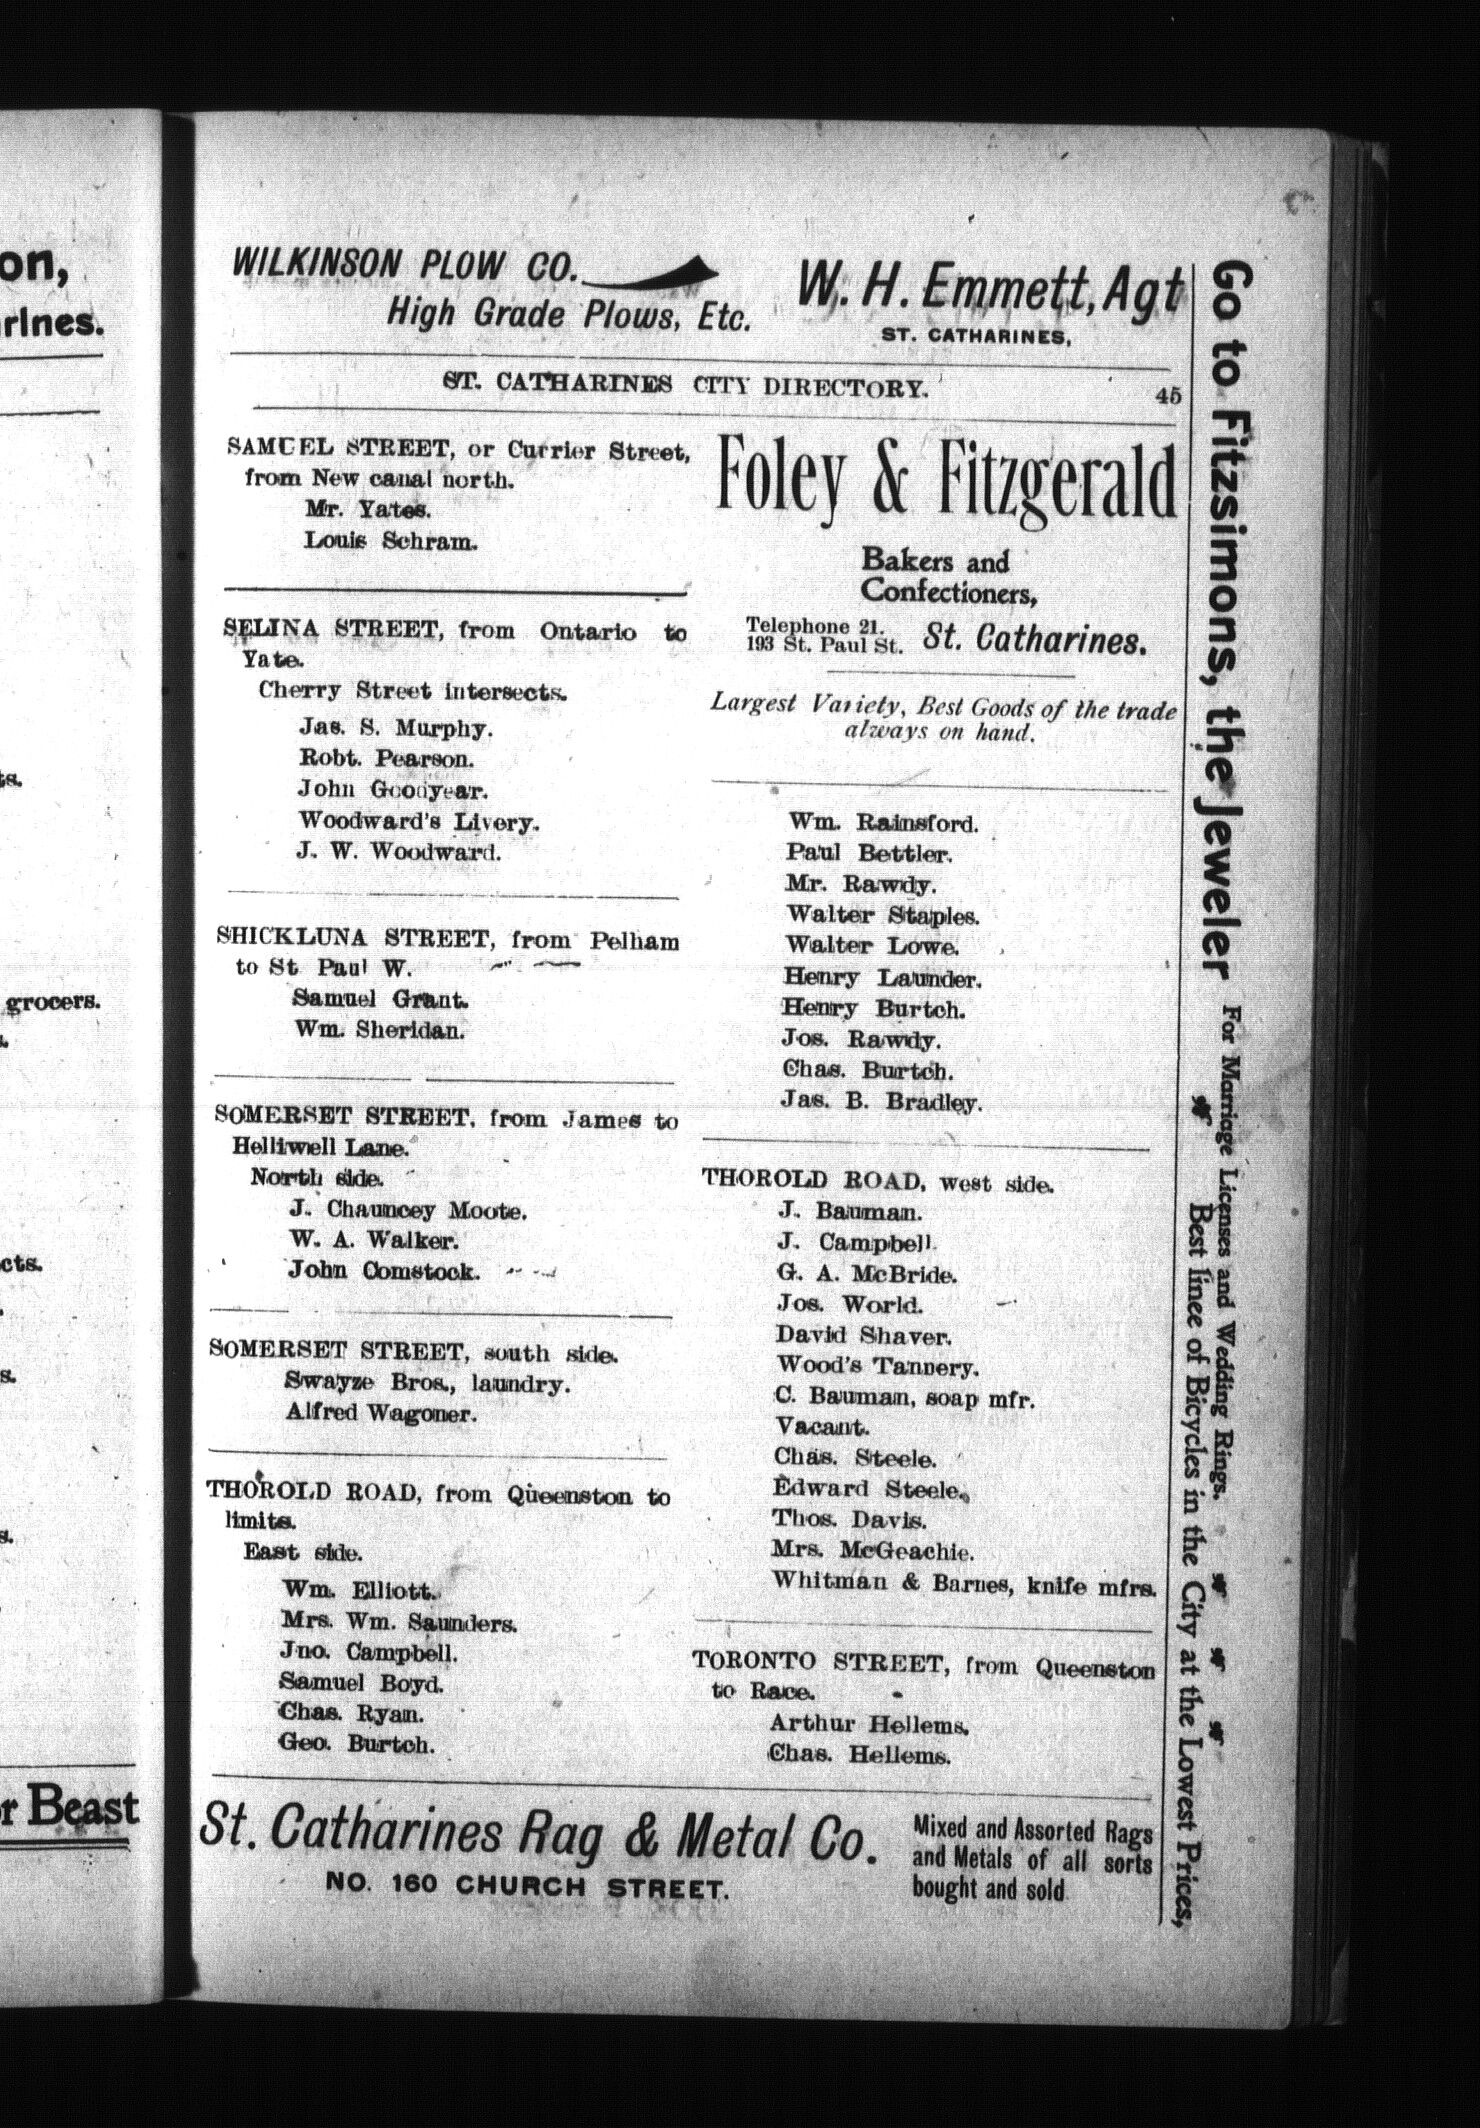 WILKINSON PLOW CO.
High Grade Plows, Etc.
W. H. Emmett, Agt
ST. CATHARINES,
ST. CATHARINES CITY DIRECTORY. 45
SAMUEL STREET, or Currier Street,
from New canal north.
Mr. Yates.
Louis Schram.
SELINA STREET, from Ontario to
Yate.
Cherry Street intersects.
Jas. S. Murphy.
Robt. Pearson.
John Goodyear.
Woodward's Livery.
J. W. Woodward.
SHICKLUNA STREET, from Pelham
to St Paul W.
Samuel Grant.
Wm. Sheridan.
SOMERSET STREET, from James to
Helliwell Lane.
North side.
J. Chauncey Moote.
W. A. Walker.
John Comstock.
SOMERSET STREET, south side.
Swayze Bros., laundry.
Alfred Wagoner.
THOROLD ROAD, from Queenston to
limits.
East side.
Wm. Elliott.
Mrs. Wm. Saunders.
Jno. Campbell.
Samuel Boyd.
Chas. Ryan.
Geo. Burtch.
Foley & Fitzgerald
Bakers and
Confectioners,
Telephone 21.
193 St. Paul St. St. Catharines.
Largest Variety, Best Goods of the trade
always on hand.
Wm. Rainsford.
Paul Bettler.
Mr. Rawdy.
Walter Staples.
Walter Lowe.
Henry Launder.
Henry Burtch.
Jos. Rawdy.
Chas. Burtch.
Jas. B. Bradley.
THOROLD ROAD, west side.
J. Bauman.
J. Campbell.
G. A. McBride.
Jos. World.
David Shaver.
Wood's Tannery.
C. Bauman, soap mfr.
Vacant.
Chas. Steele.
Edward Steele.
Thos. Davis.
Mrs. McGeachie.
Whitman & Barnes, knife mfrs.
TORONTO STREET, from Queenston
to Race.
Arthur Hellems.
Chas. Hellems.
St. Catharines Rag & Metal Co.
NO. 160 CHURCH STREET.
Mixed and Assorted Rags
and Metals of all sorts
bought and sold
Go to Fitzsimons, the Jeweler
For Marriage Licenses and Wedding Rings.
Best linee of Bicycles in the City at the Lowest Prices,
on,
rines.
ts.
grocers.
cts.
s.
s.
r Beast